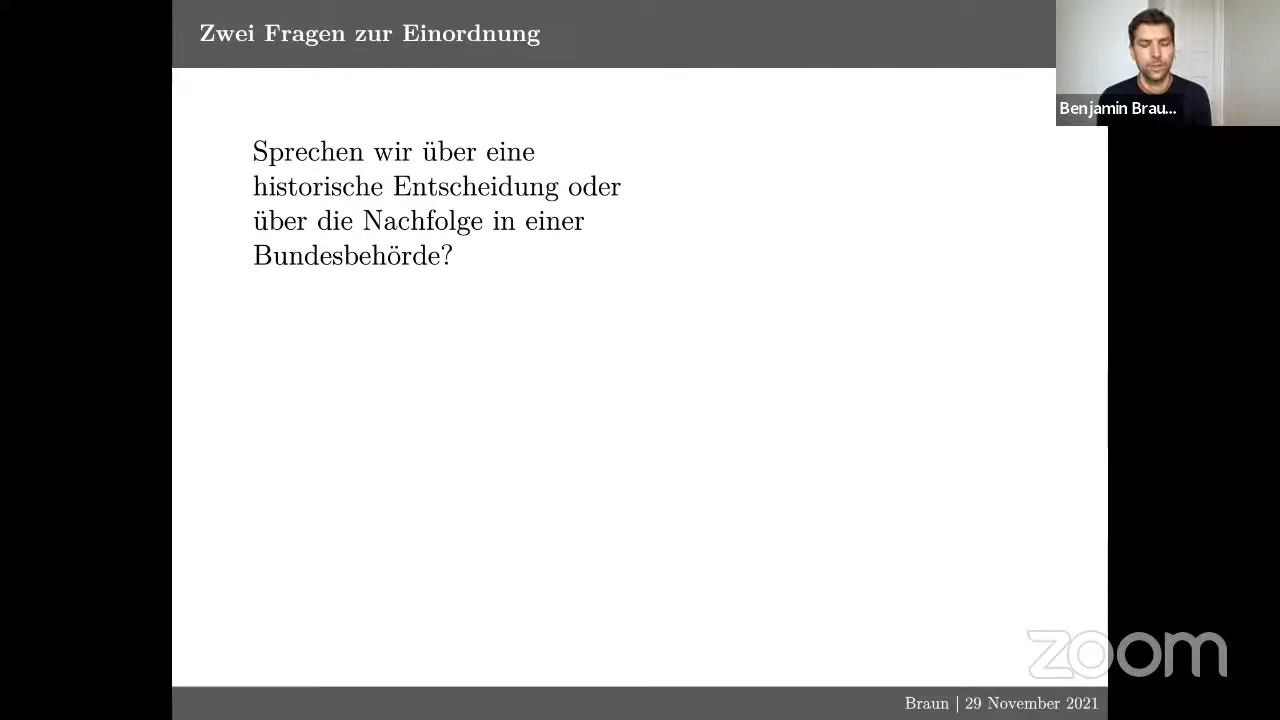 Zwei Fragen zur Einordnung
Benjamin Brau...
Sprechen wir über eine
historische Entscheidung oder
über die Nachfolge in einer
Bundesbehörde?
zoom
Braun | 29 November 2021